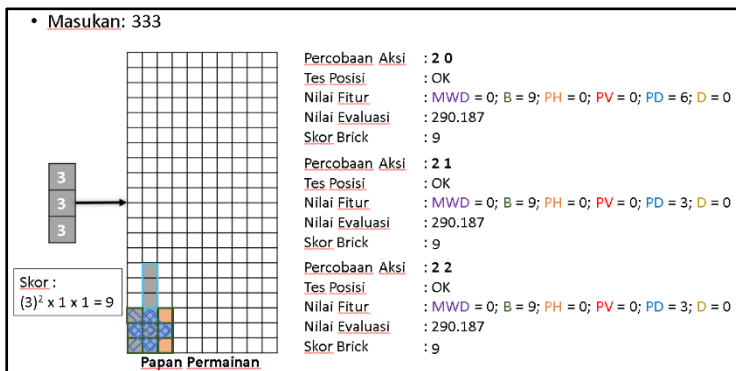 • Masukan: 333
Percobaan Aksi : 2 0
Tes Posisi : OK
Nilai Fitur : MWD = 0; B = 9; PH = 0; PV = 0; PD = 6; D = 0
Nilai Evaluasi : 290.187
Skor Brick : 9
Percobaan Aksi : 2 1
Tes Posisi : OK
Nilai Fitur : MWD = 0; B = 9; PH = 0; PV = 0; PD = 3; D = 0
Nilai Evaluasi : 290.187
Skor Brick : 9
Percobaan Aksi : 2 2
Tes Posisi : OK
Nilai Fitur : MWD = 0; B = 9; PH = 0; PV = 0; PD = 3; D = 0
Nilai Evaluasi : 290.187
Skor Brick : 9
3
3
3
Skor :
(3)² x 1 x 1 = 9
Papan Permainan